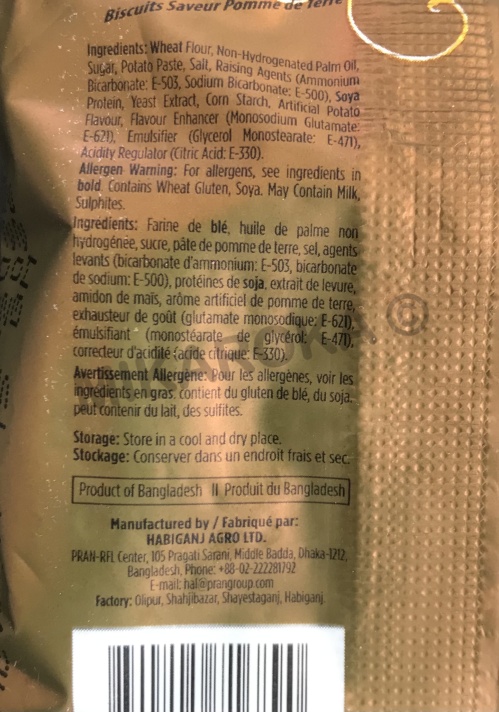 Biscuits Saveur Pomme de Terre
Ingredients: Wheat Flour, Non-Hydrogenated Palm Oil,
Sugar, Potato Paste, Salt, Raising Agents (Ammonium
Bicarbonate: E-503, Sodium Bicarbonate: E-500), Soya
Protein, Yeast Extract, Corn Starch, Artificial Potato
Flavour, Flavour Enhancer (Monosodium Glutamate:
E-621), Emulsifier (Glycerol Monostearate: E-471),
Acidity Regulator (Citric Acid: E-330).
Allergen Warning: For allergens, see ingredients in
bold. Contains Wheat Gluten, Soya. May Contain Milk,
Sulphites.
Ingrédients: Farine de blé, huile de palme non
hydrogénée, sucre, pâte de pomme de terre, sel, agents
levants (bicarbonate d'ammonium: E-503, bicarbonate
de sodium: E-500), protéines de soja, extrait de levure,
amidon de maïs, arôme artificiel de pomme de terre,
exhausteur de goût (glutamate monosodique: E-621),
émulsifiant (monostéarate de glycérol: E-471),
correcteur d'acidité (acide citrique: E-330).
Avertissement Allergène: Pour les allergènes, voir les
ingrédients en gras, contient du gluten de blé, du soja.
peut contenir du lait, des sulfites.
Storage: Store in a cool and dry place.
Stockage: Conserver dans un endroit frais et sec.
Product of Bangladesh II Produit du Bangladesh
Manufactured by / Fabriqué par:
HABIGANJ AGRO LTD.
PRAN-RFL Center, 105 Pragati Sarani, Middle Badda, Dhaka-1212,
Bangladesh, Phone: +88-02-222281792
E-mail: hal@prangroup.com
Factory: Olipur, Shahjibazar, Shayestaganj, Habiganj.